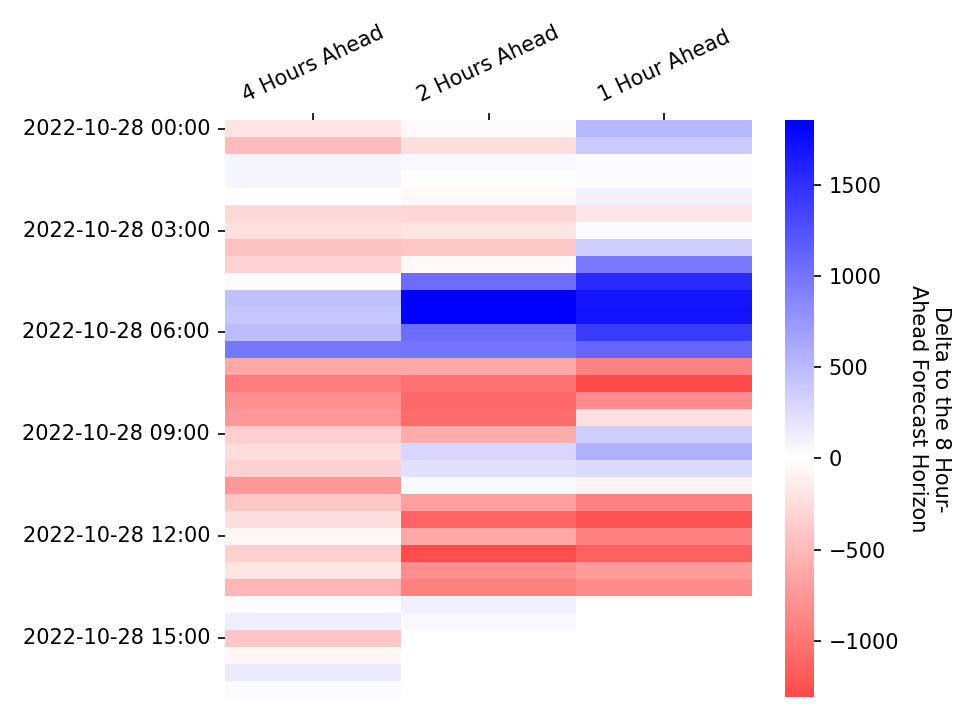 4 Hours Ahead
2 Hours Ahead
1 Hour Ahead
2022-10-28 00:00
2022-10-28 03:00
2022-10-28 06:00
2022-10-28 09:00
2022-10-28 12:00
2022-10-28 15:00
1500
1000
500
0
−500
−1000
Delta to the 8 Hour-
Ahead Forecast Horizon